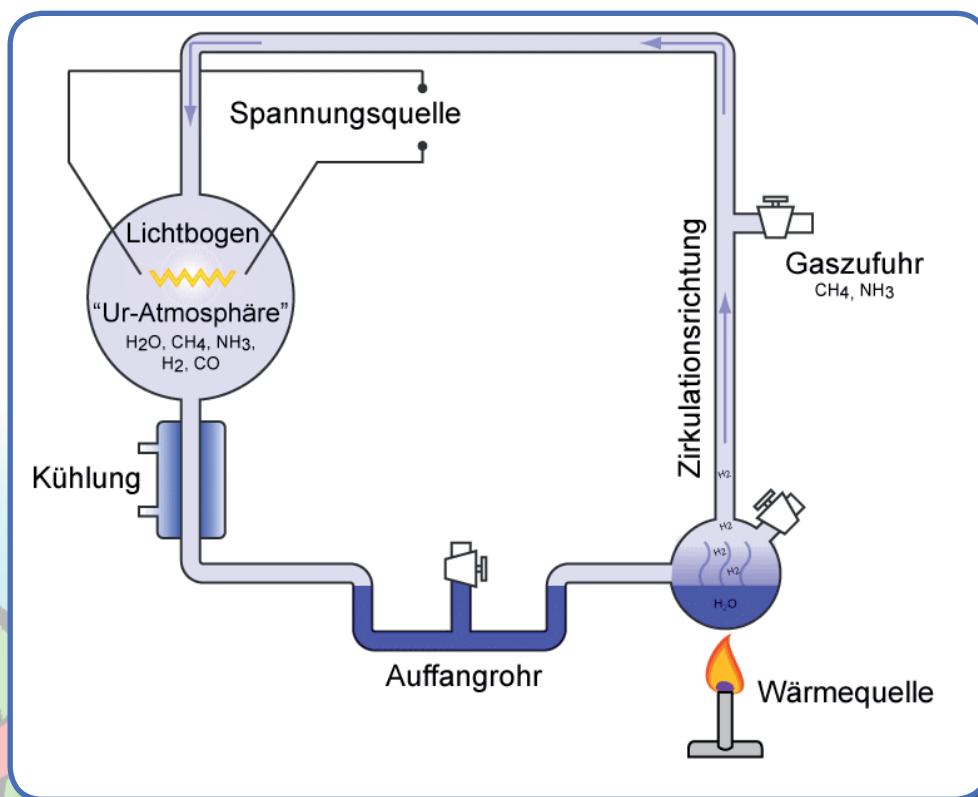 Spannungsquelle
Lichtbogen
“Ur-Atmosphäre”
H2O, CH4, NH3,
H2, CO
Gaszufuhr
CH4, NH3
Zirkulationsrichtung
Kühlung
H2
H2
H2
H2
H2O
Auffangrohr
Wärmequelle